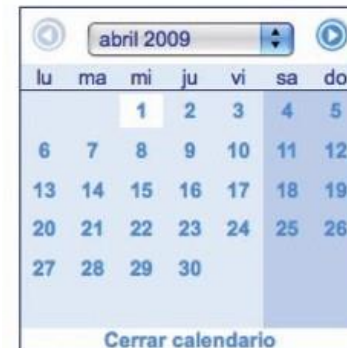 abril 2009
lu ma mi ju vi sa do
1 2 3 4 5
6 7 8 9 10 11 12
13 14 15 16 17 18 19
20 21 22 23 24 25 26
27 28 29 30
Cerrar calendario